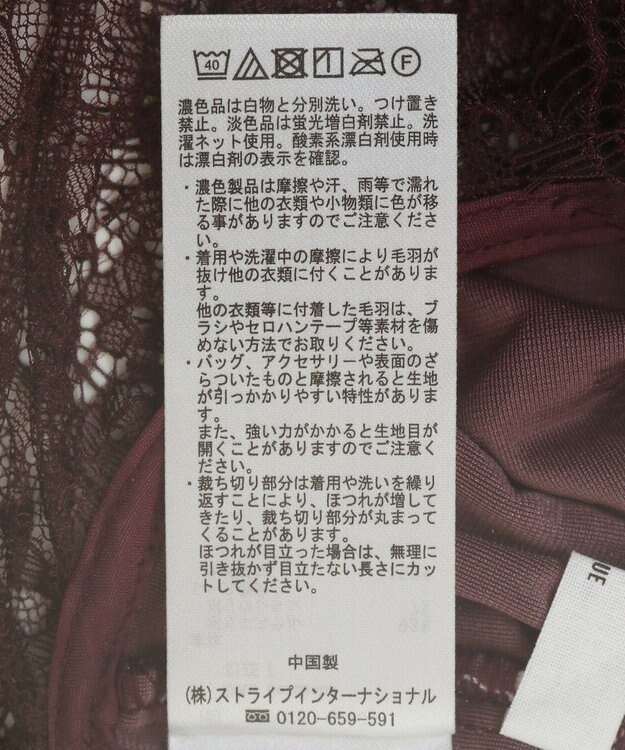 40 F
濃色品は白物と分別洗い。つけ置き
禁止。淡色品は蛍光増白剤禁止。洗
濯ネット使用。酸素系漂白剤使用時
は漂白剤の表示を確認。
・濃色製品は摩擦や汗、雨等で濡れ
た際に他の衣類や小物類に色が移
る事がありますのでご注意くださ
い。
・着用や洗濯中の摩擦により毛羽が
抜け他の衣類に付くことがありま
す。
他の衣類等に付着した毛羽は、ブ
ラシやセロハンテープ等素材を傷
めない方法でお取りください。
・バッグ、アクセサリーや表面のざ
らついたものと摩擦されると生地
が引っかかりやすい特性がありま
す。
また、強い力がかかると生地目が
開くことがありますのでご注意く
ださい。
・裁ち切り部分は着用や洗いを繰り
返すことにより、ほつれが増して
きたり、裁ち切り部分が丸まって
くることがあります。
ほつれが目立った場合は、無理に
引き抜かず目立たない長さにカッ
トしてください。
中国製
(株)ストライプインターナショナル
0120-659-591
UE